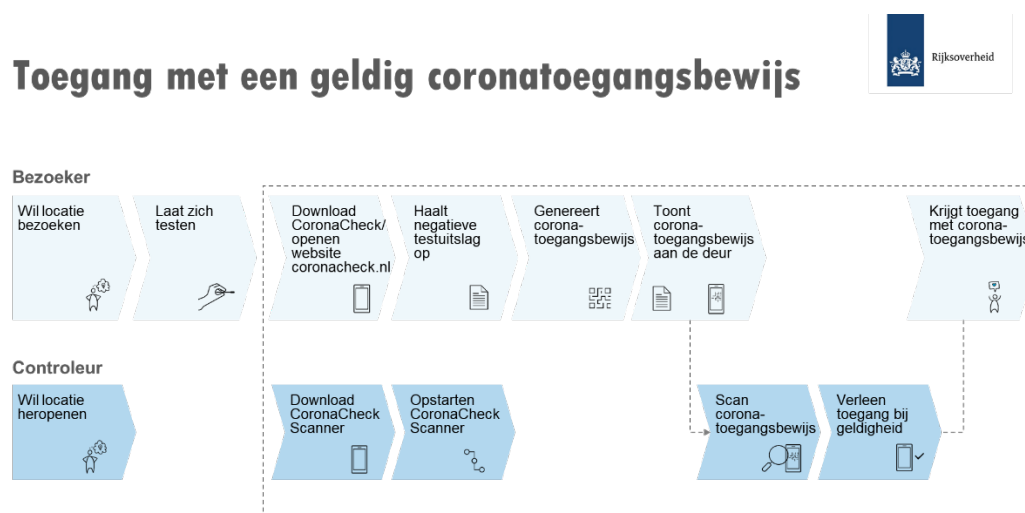 Toegang met een geldig coronatoegangsbewijs
Rijksoverheid
Bezoeker
Wil locatie
bezoeken
Laat zich
testen
Download
CoronaCheck/
openen
website
coronacheck.nl
Haalt
negatieve
testuitslag
op
Genereert
corona-
toegangsbewijs
Toont
corona-
toegangsbewijs
aan de deur
Krijgt toegang
met corona-
toegangsbewijs
Controleur
Wil locatie
heropenen
Download
CoronaCheck
Scanner
Opstarten
CoronaCheck
Scanner
Scan
corona-
toegangsbewijs
Verleen
toegang bij
geldigheid